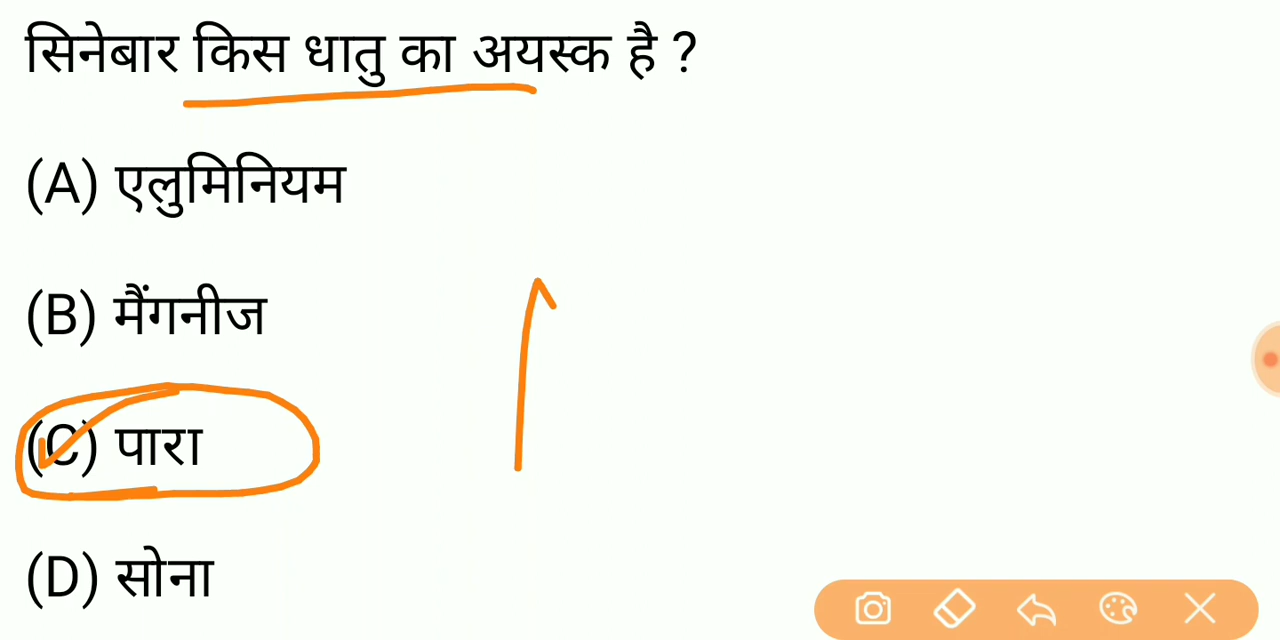 सिनेबार किस धातु का अयस्क है ?
(A) एलुमिनियम
(B) मैंगनीज
(C) पारा
(D) सोना